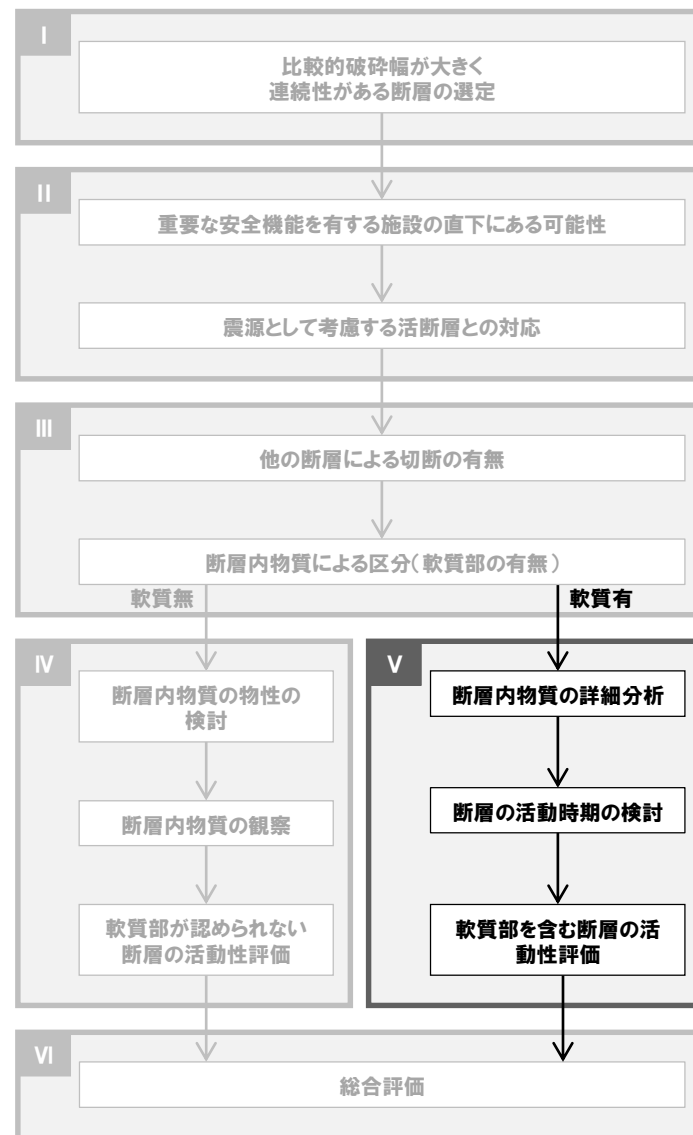 I
比較的破砕幅が大きく
連続性がある断層の選定
II
重要な安全機能を有する施設の直下にある可能性
震源として考慮する活断層との対応
III
他の断層による切断の有無
断層内物質による区分(軟質部の有無)
軟質無
軟質有
IV
断層内物質の物性の
検討
断層内物質の観察
軟質部が認められない
断層の活動性評価
V
断層内物質の詳細分析
断層の活動時期の検討
軟質部を含む断層の活
動性評価
VI
総合評価